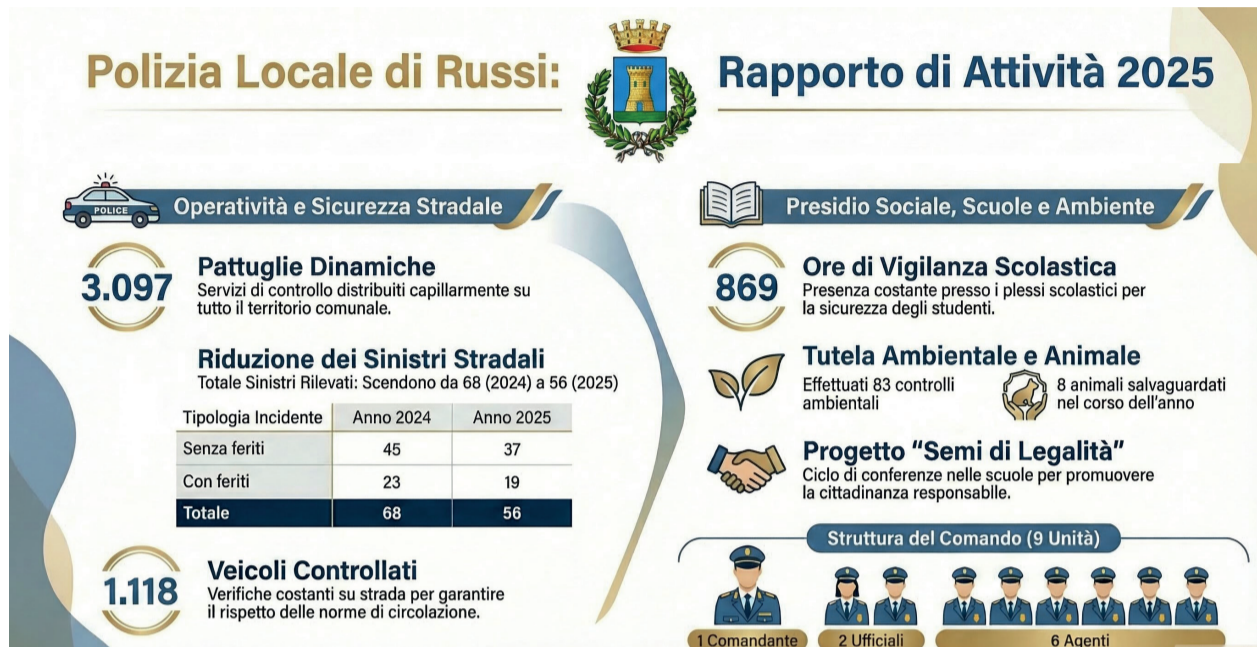 Polizia Locale di Russi:
Rapporto di Attività 2025
POLICE
Operatività e Sicurezza Stradale
3.097
Pattuglie Dinamiche
Servizi di controllo distribuiti capillarmente su
tutto il territorio comunale.
Riduzione dei Sinistri Stradali
Totale Sinistri Rilevati: Scendono da 68 (2024) a 56 (2025)
Tipologia Incidente Anno 2024 Anno 2025
Senza feriti 45 37
Con feriti 23 19
Totale 68 56
1.118
Veicoli Controllati
Verifiche costanti su strada per garantire
il rispetto delle norme di circolazione.
Presidio Sociale, Scuole e Ambiente
869
Ore di Vigilanza Scolastica
Presenza costante presso i plessi scolastici per
la sicurezza degli studenti.
Tutela Ambientale e Animale
Effettuati 83 controlli
ambientali
8 animali salvaguardati
nel corso dell'anno
Progetto “Semi di Legalità”
Ciclo di conferenze nelle scuole per promuovere
la cittadinanza responsablle.
Struttura del Comando (9 Unità)
1 Comandante
2 Ufficiali
6 Agenti